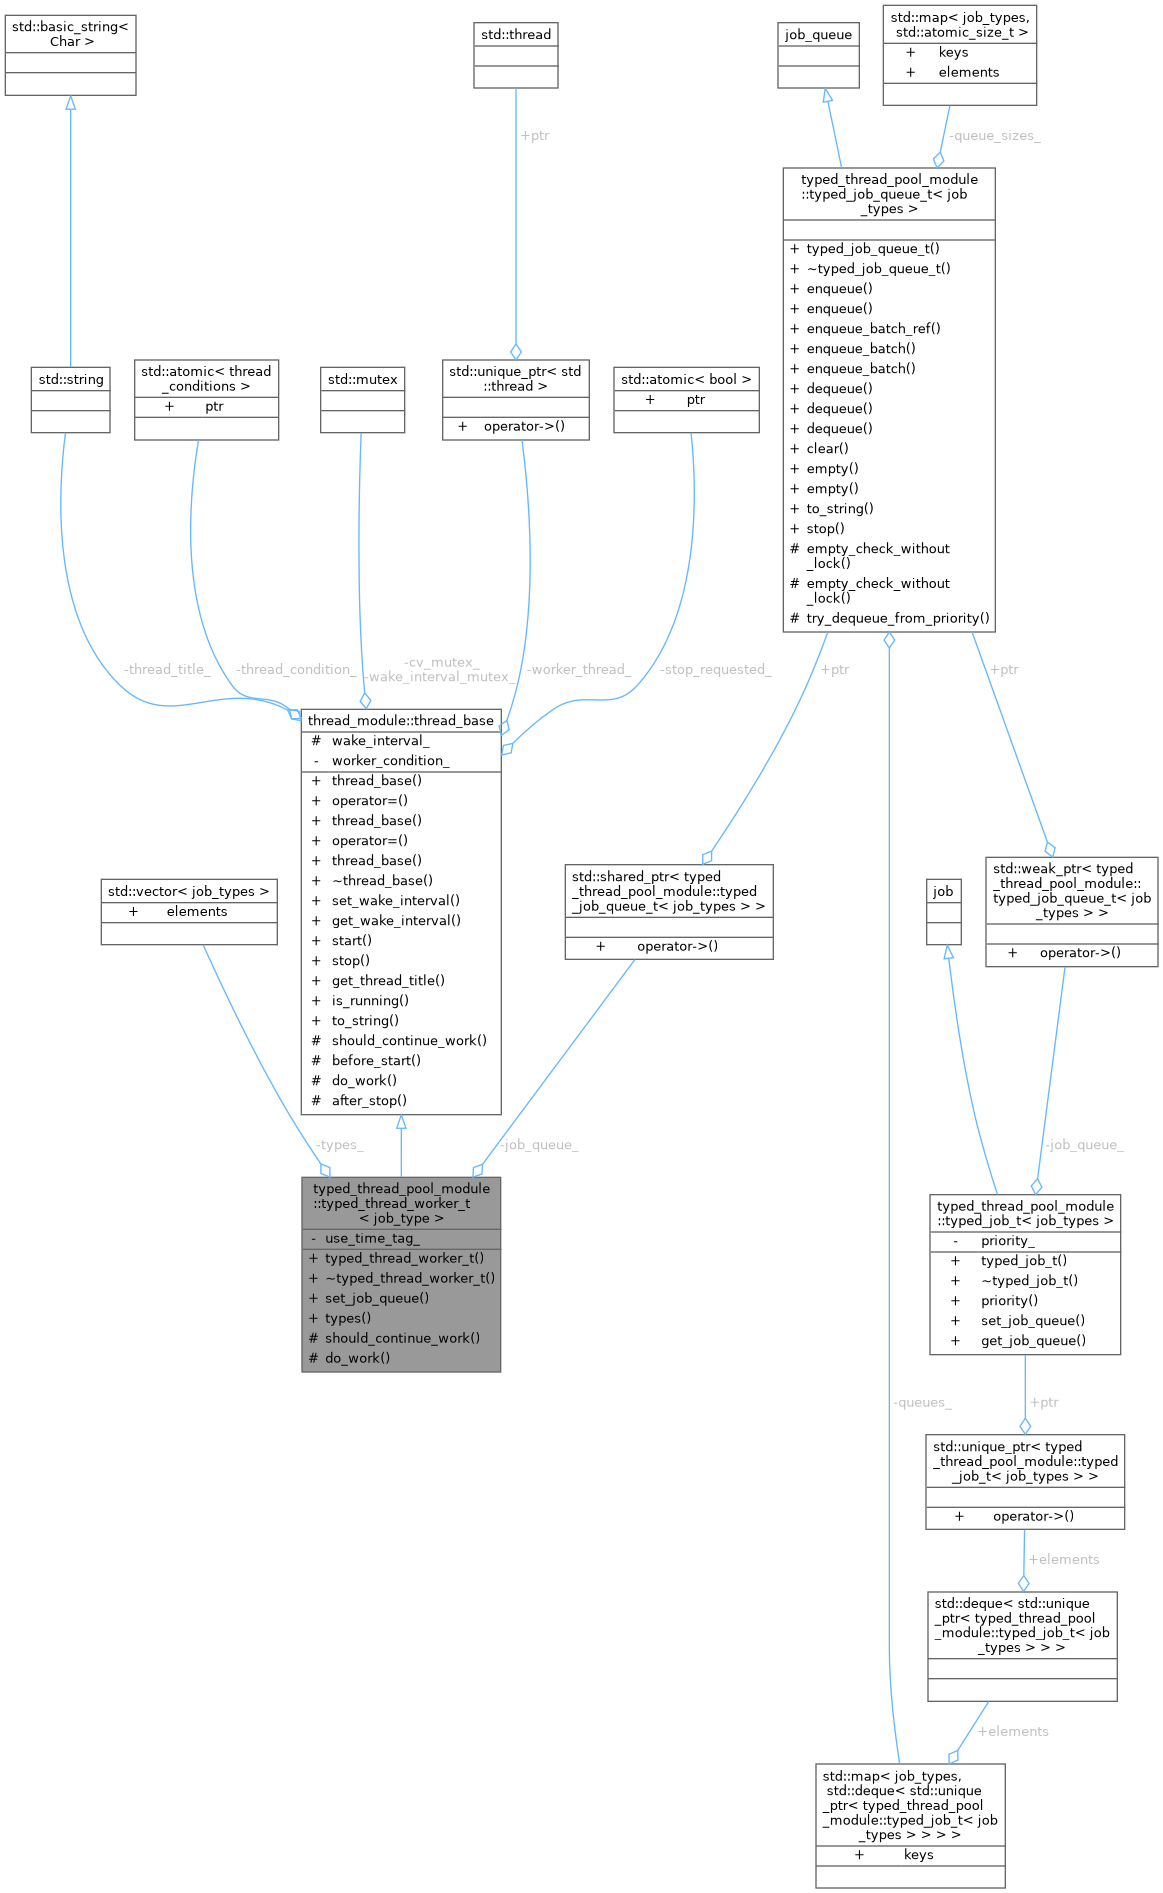 std::basic_string<
Char >
std::thread
+ptr
job_queue
std::map< job_types,
std::atomic_size_t >
+ keys
+ elements
-queue_sizes_
typed_thread_pool_module
::typed_job_queue_t< job
_types >
+ typed_job_queue_t()
+ ~typed_job_queue_t()
+ enqueue()
+ enqueue()
+ enqueue_batch_ref()
+ enqueue_batch()
+ enqueue_batch()
+ dequeue()
+ dequeue()
+ dequeue()
+ clear()
+ empty()
+ empty()
+ to_string()
+ stop()
# empty_check_without
_lock()
# empty_check_without
_lock()
# try_dequeue_from_priority()
std::string
std::atomic< thread
_conditions >
+ ptr
std::mutex
std::unique_ptr< std
::thread >
+ operator->()
std::atomic< bool >
+ ptr
-thread_title_
-thread_condition_
-cv_mutex_
-wake_interval_mutex_
-worker_thread_
-stop_requested_
+ptr
+ptr
thread_module::thread_base
# wake_interval_
- worker_condition_
+ thread_base()
+ operator=()
+ thread_base()
+ operator=()
+ thread_base()
+ ~thread_base()
+ set_wake_interval()
+ get_wake_interval()
+ start()
+ stop()
+ get_thread_title()
+ is_running()
+ to_string()
# should_continue_work()
# before_start()
# do_work()
# after_stop()
std::vector< job_types >
+ elements
std::shared_ptr< typed
_thread_pool_module::typed
_job_queue_t< job_types > >
+ operator->()
job
std::weak_ptr< typed
_thread_pool_module::
typed_job_queue_t< job
_types > >
+ operator->()
-types_
-job_queue_
-job_queue_
typed_thread_pool_module
::typed_thread_worker_t
< job_type >
- use_time_tag_
+ typed_thread_worker_t()
+ ~typed_thread_worker_t()
+ set_job_queue()
+ types()
# should_continue_work()
# do_work()
typed_thread_pool_module
::typed_job_t< job_types >
- priority_
+ typed_job_t()
+ ~typed_job_t()
+ priority()
+ set_job_queue()
+ get_job_queue()
-queues_
+ptr
std::unique_ptr< typed
_thread_pool_module::typed
_job_t< job_types > >
+ operator->()
+elements
std::deque< std::unique
_ptr< typed_thread_pool
_module::typed_job_t< job
_types > > >
+elements
std::map< job_types,
std::deque< std::unique
_ptr< typed_thread_pool
_module::typed_job_t< job
_types > > > >
+ keys